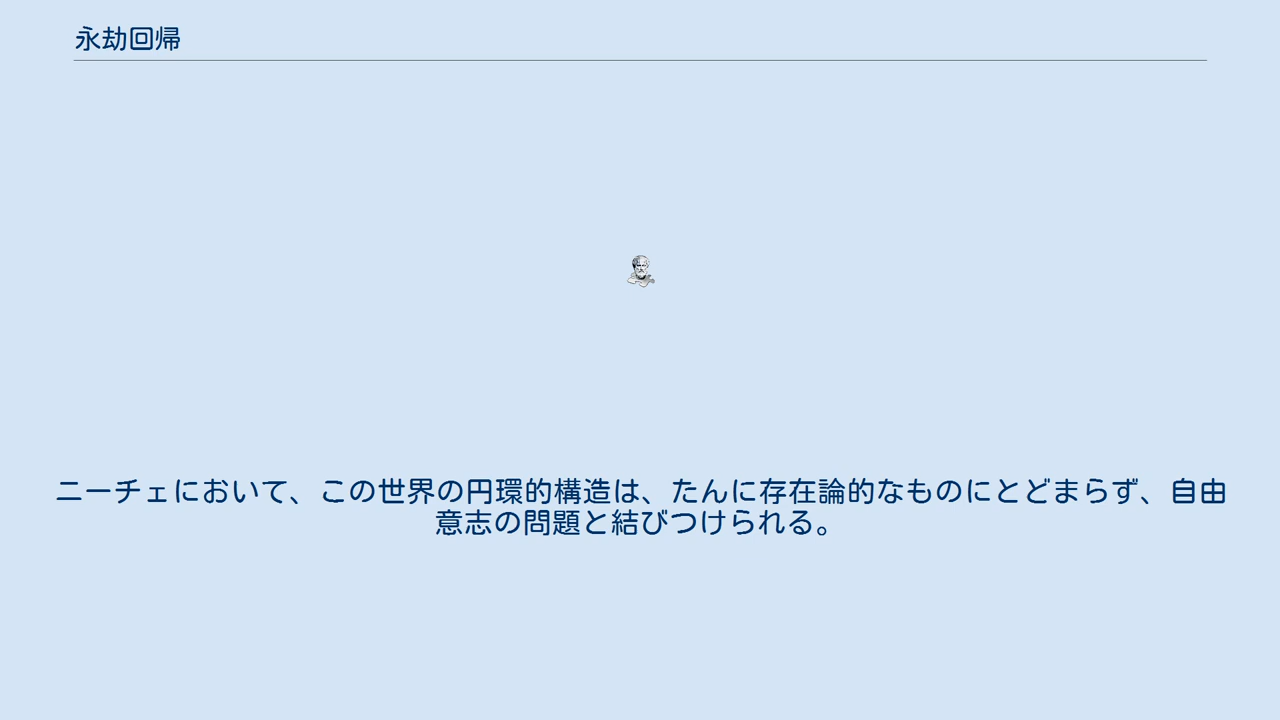 永劫回帰
ニーチェにおいて、この世界の円環的構造は、たんに存在論的なものにとどまらず、自由
意志の問題と結びつけられる。